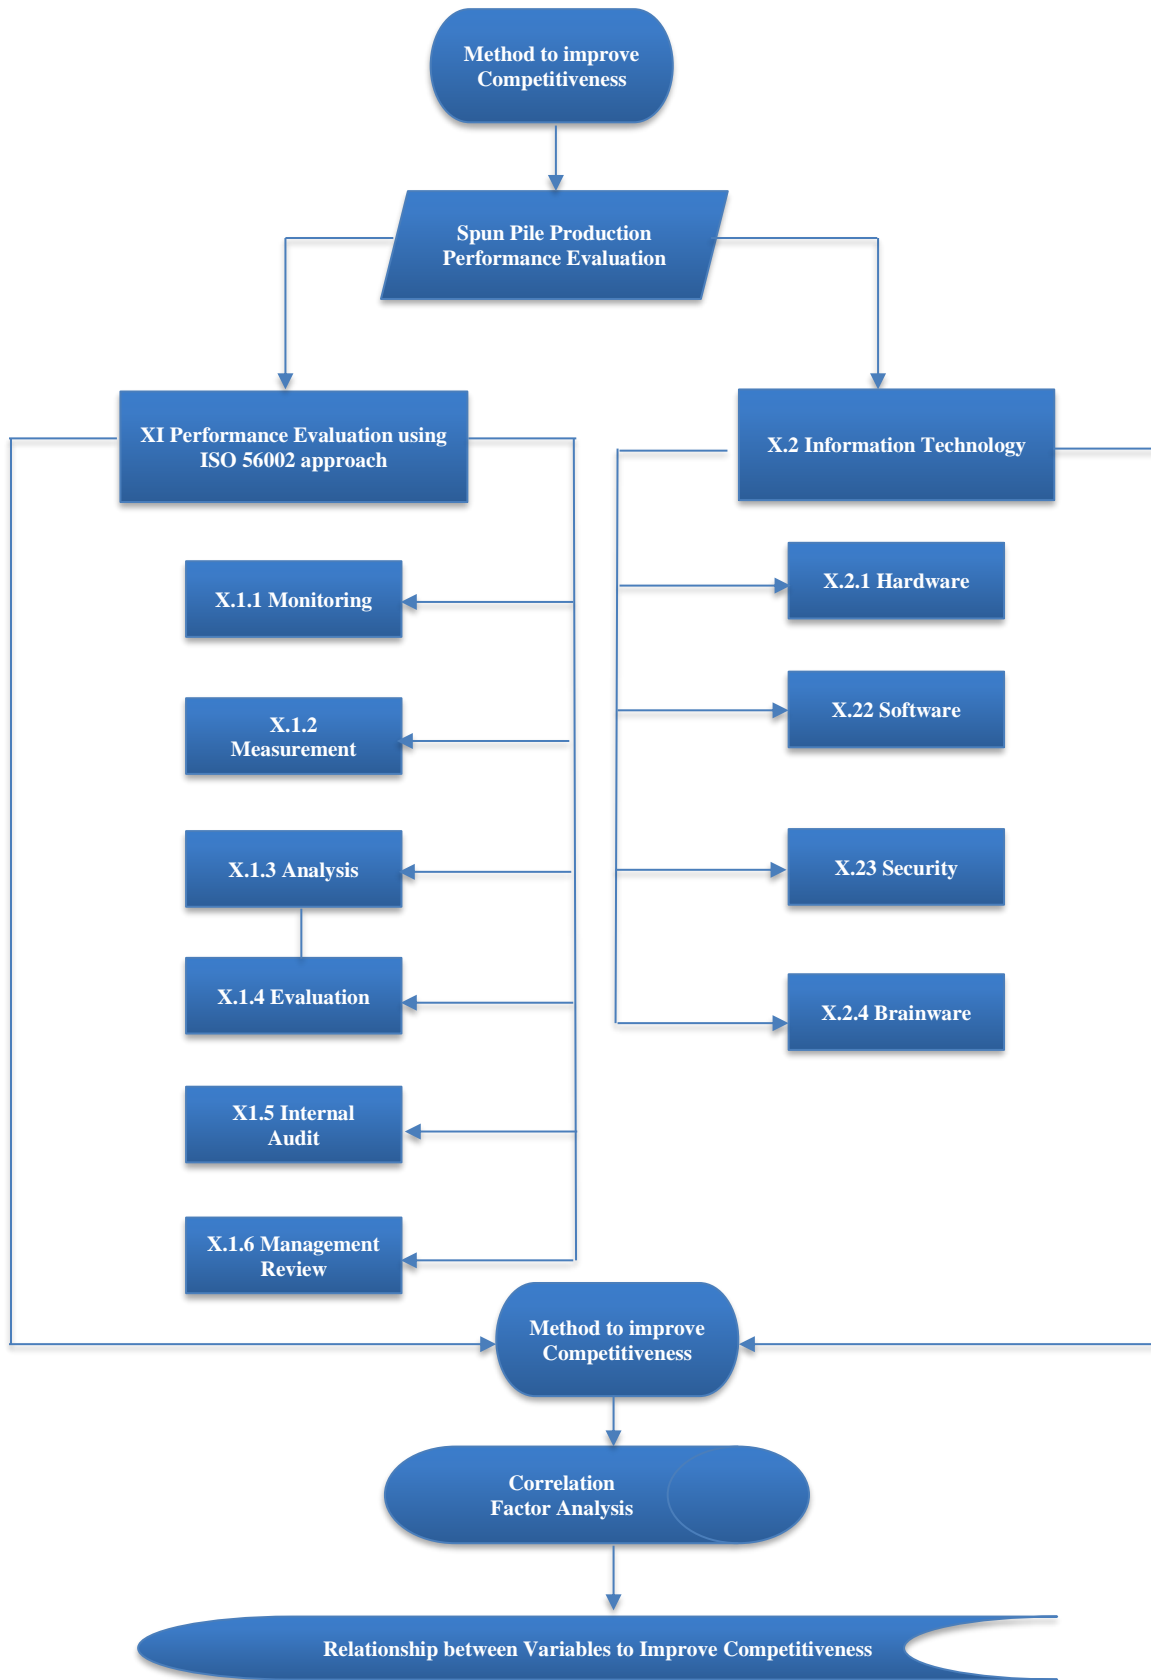 Method to improve
Competitiveness
Spun Pile Production
Performance Evaluation
XI Performance Evaluation using
ISO 56002 approach
X.2 Information Technology
X.1.1 Monitoring
X.1.2
Measurement
X.1.3 Analysis
X.1.4 Evaluation
X1.5 Internal
Audit
X.1.6 Management
Review
X.2.1 Hardware
X.22 Software
X.23 Security
X.2.4 Brainware
Method to improve
Competitiveness
Correlation
Factor Analysis
Relationship between Variables to Improve Competitiveness